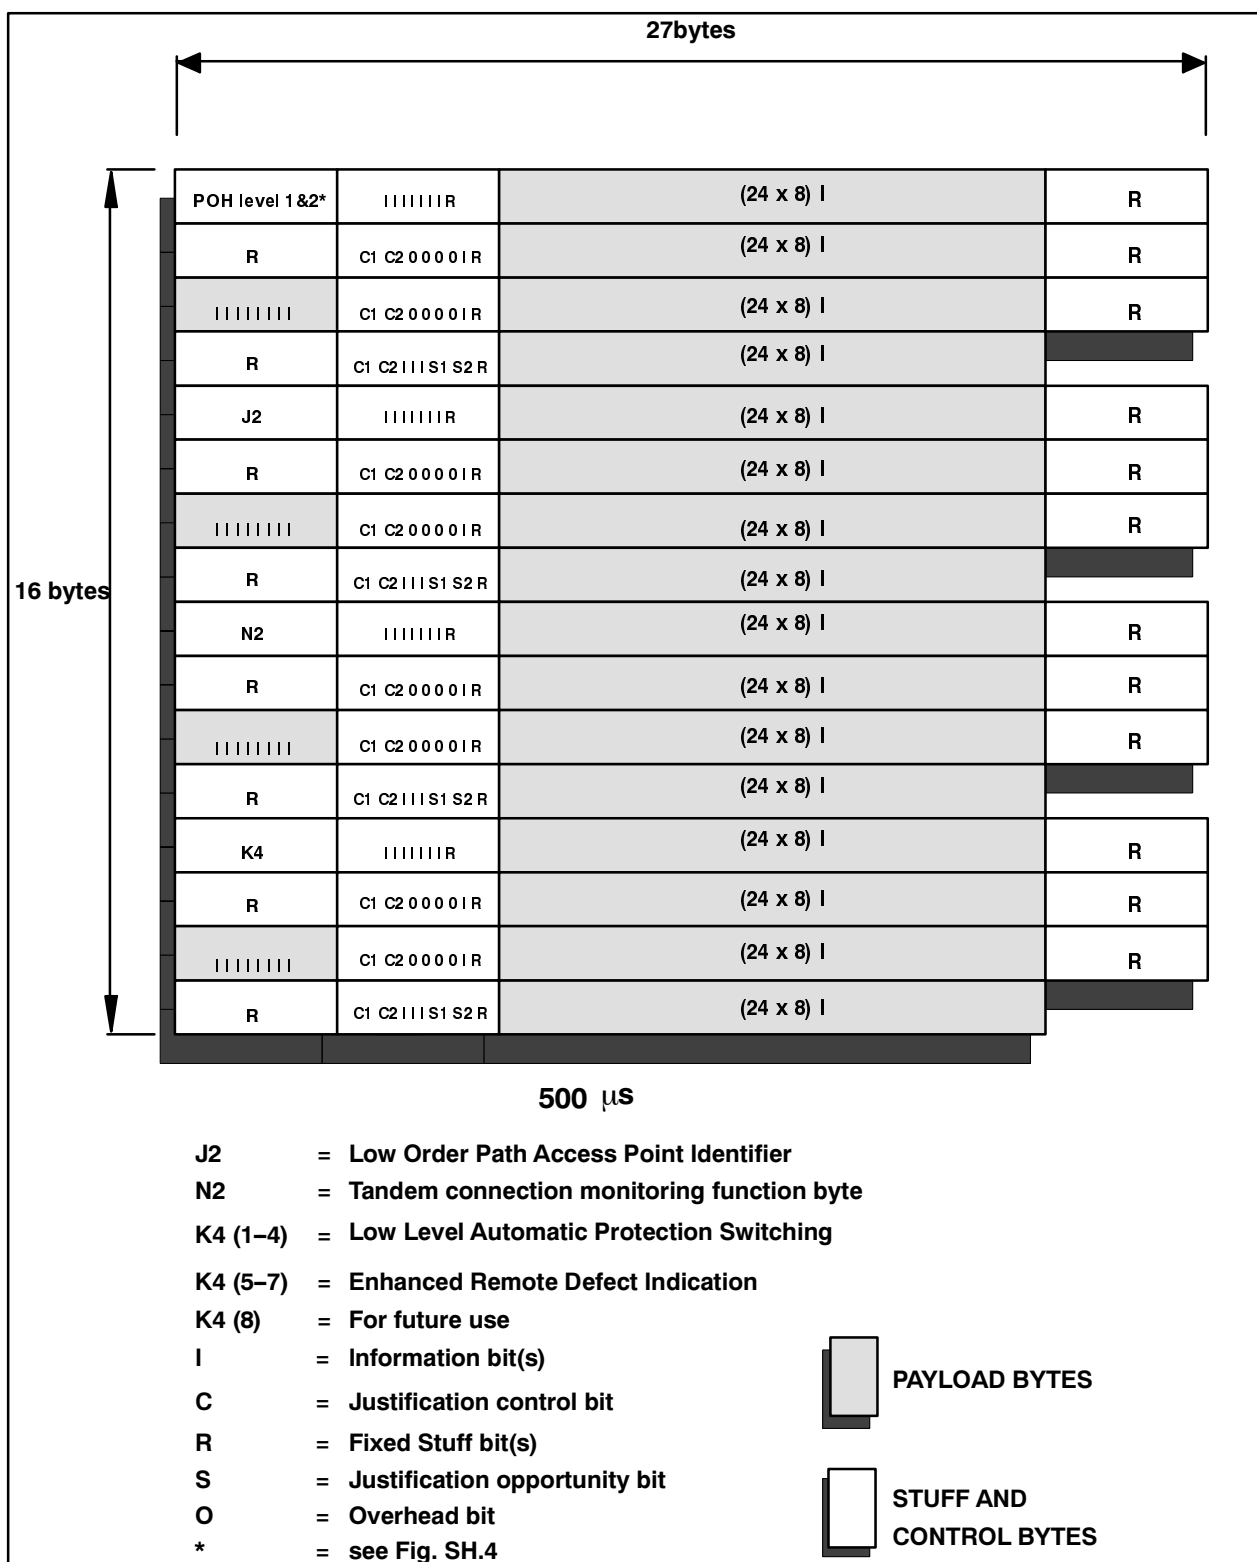 27bytes
POH level 1&2* I I I I I I I R (24 x 8) I R
R C1 C2 0 0 0 0 I R (24 x 8) I R
I I I I I I I I C1 C2 0 0 0 0 I R (24 x 8) I R
R C1 C2 I I I S1 S2 R (24 x 8) I
J2 I I I I I I I R (24 x 8) I R
R C1 C2 0 0 0 0 I R (24 x 8) I R
I I I I I I I I C1 C2 0 0 0 0 I R (24 x 8) I R
16 bytes R C1 C2 I I I S1 S2 R (24 x 8) I
N2 I I I I I I I R (24 x 8) I R
R C1 C2 0 0 0 0 I R (24 x 8) I R
I I I I I I I I C1 C2 0 0 0 0 I R (24 x 8) I R
R C1 C2 I I I S1 S2 R (24 x 8) I
K4 I I I I I I I R (24 x 8) I R
R C1 C2 0 0 0 0 I R (24 x 8) I R
I I I I I I I I C1 C2 0 0 0 0 I R (24 x 8) I R
R C1 C2 I I I S1 S2 R (24 x 8) I
500 μs
J2 = Low Order Path Access Point Identifier
N2 = Tandem connection monitoring function byte
K4 (1–4) = Low Level Automatic Protection Switching
K4 (5–7) = Enhanced Remote Defect Indication
K4 (8) = For future use
I = Information bit(s)
C = Justification control bit
R = Fixed Stuff bit(s)
S = Justification opportunity bit
O = Overhead bit
* = see Fig. SH.4
PAYLOAD BYTES
STUFF AND
CONTROL BYTES